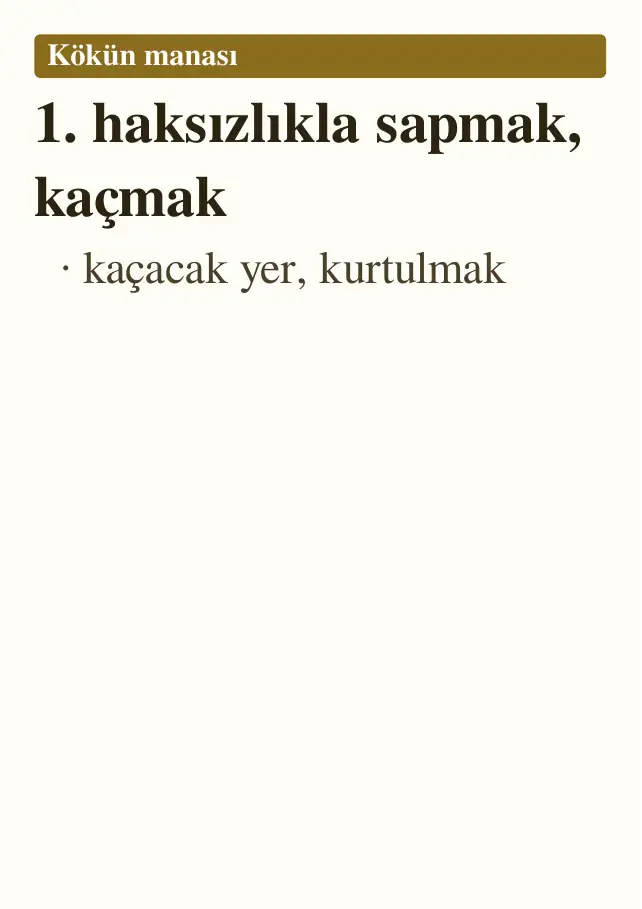 Kökün manası
1. haksızlıkla sapmak,
kaçmak
· kaçacak yer, kurtulmak